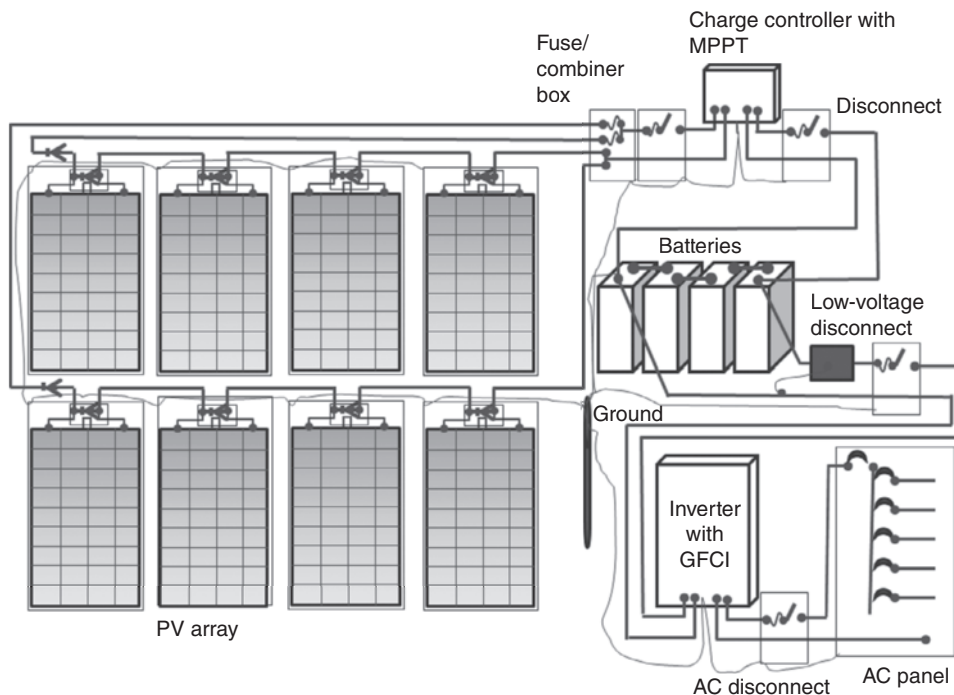 Charge controller with
MPPT
Fuse/
combiner
box
Disconnect
Batteries
Low-voltage
disconnect
Ground
Inverter
with
GFCI
PV array
AC disconnect
AC panel